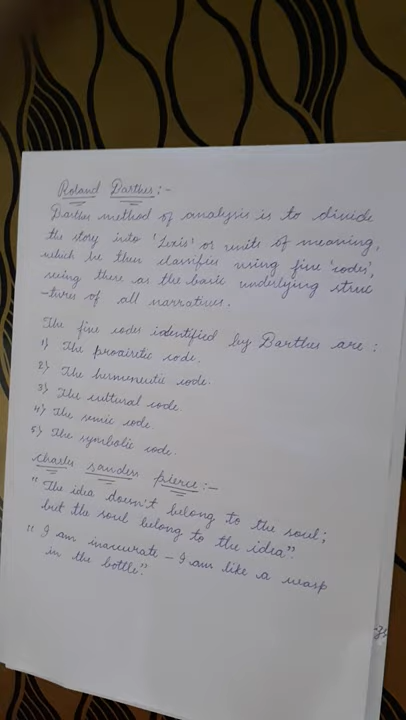 Roland Barthes:-
Barthes method of analysis is to divide
the story into 'Lexis' or units of meaning,
which he then classifies using five 'codes',
seeing these as the basic underlying struc
-tures of all narratives.
The five codes identified by Barthes are :
1) The proairetic code.
2) The hermeneutic code.
3) The cultural code.
4) The semic code.
5) The symbolic code.
Charles sanders pierce:-
"The idea doesn't belong to the soul;
but the soul belong to the idea".
"I am inaccurate - I am like a wasp
in the bottle".